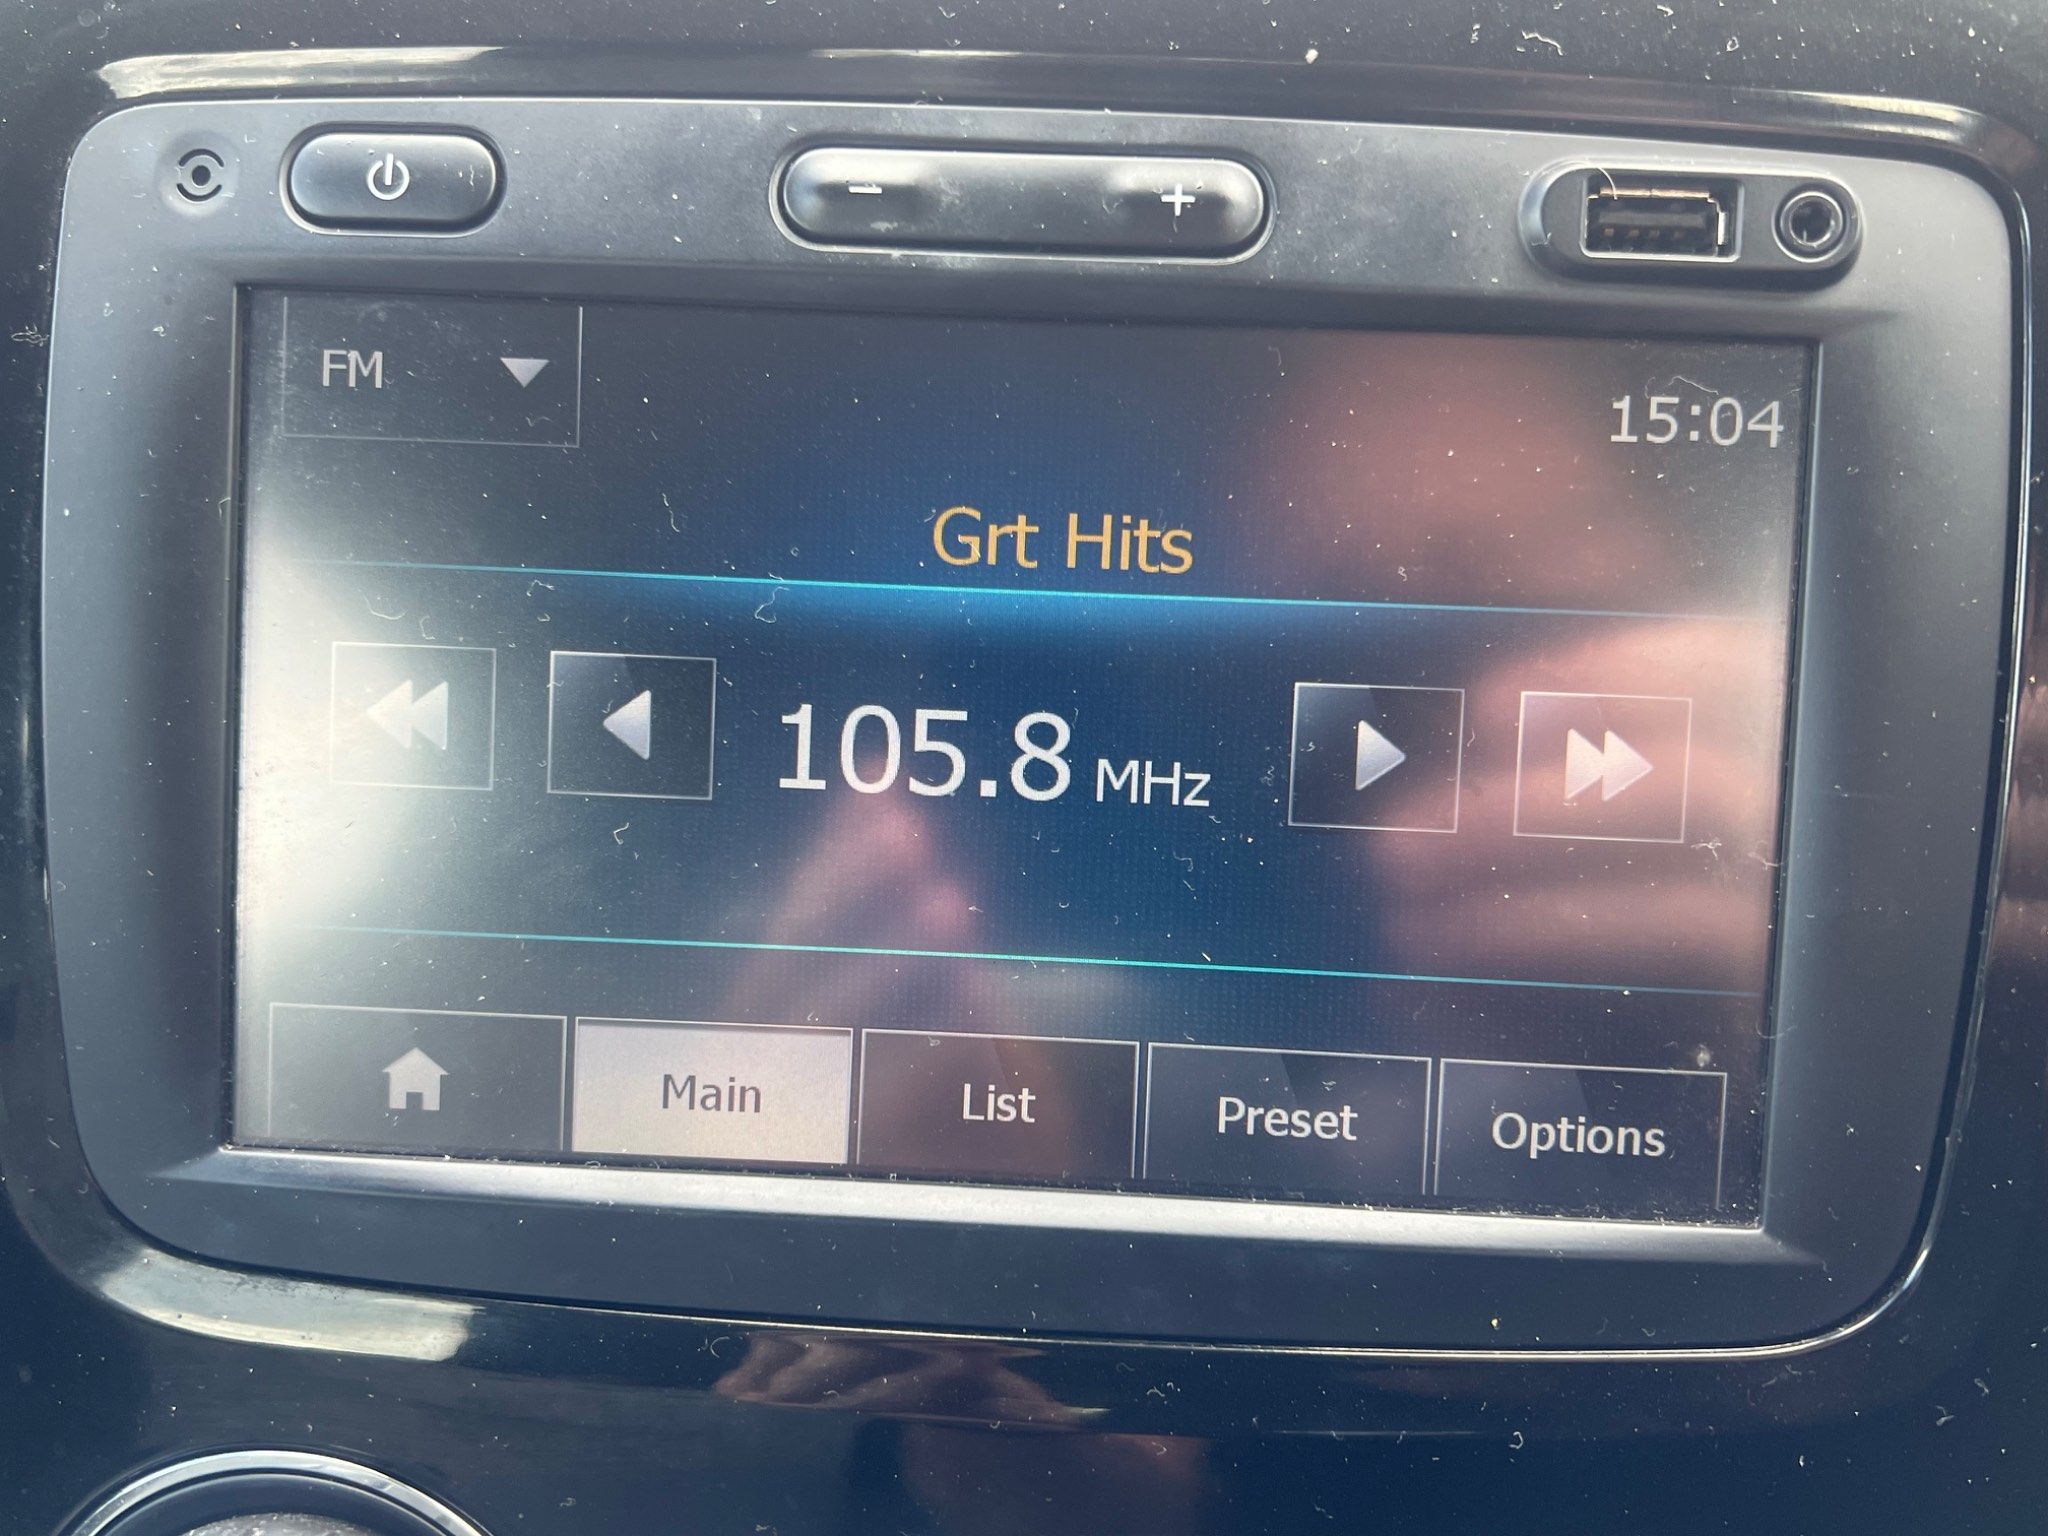 FM
15:04
Grt Hits
105.8 MHz
Main
List
Preset
Options